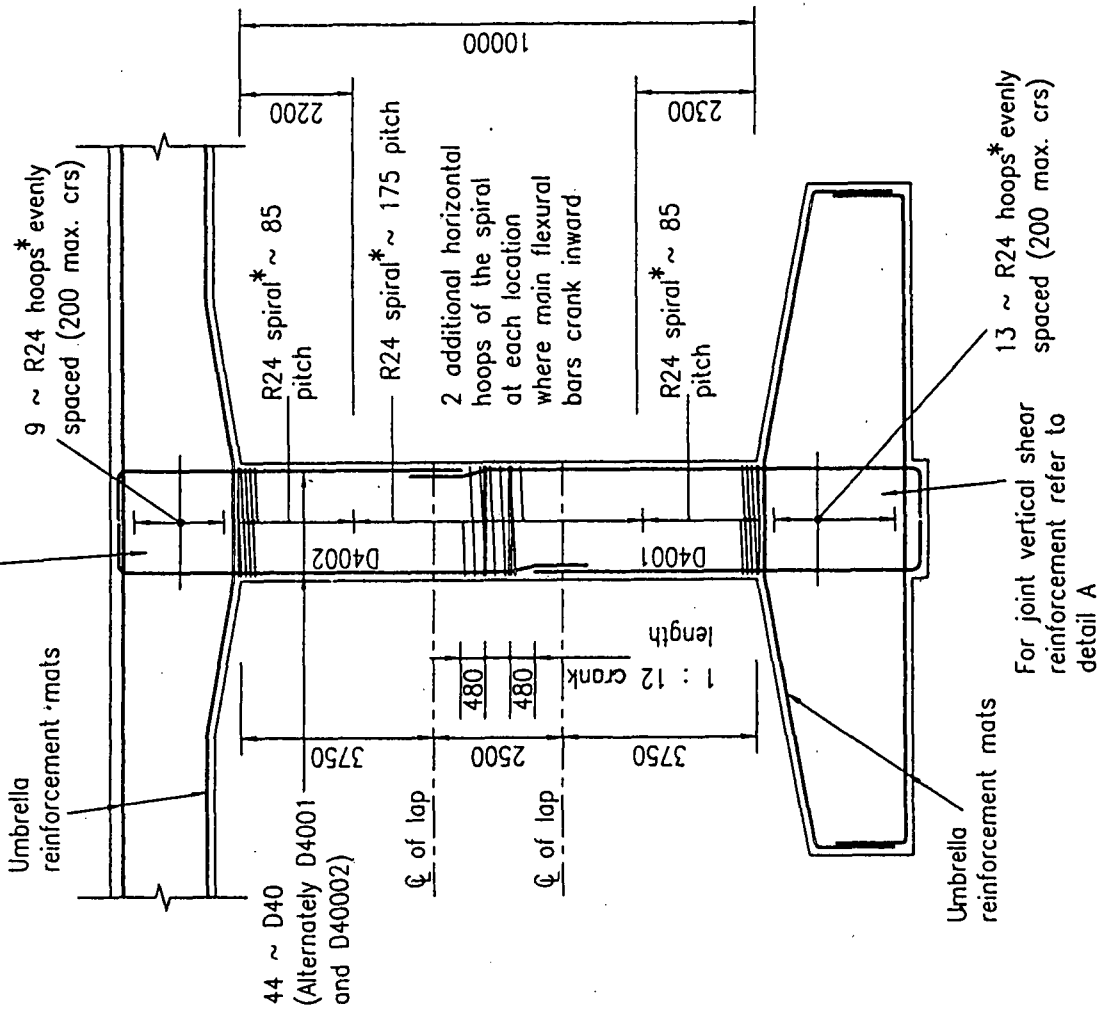 9 ~ R24 hoops* evenly
spaced (200 max. crs)
Umbrella
reinforcement mats
10000
2200
R24 spiral* ~ 85
pitch
R24 spiral* ~ 175 pitch
2 additional horizontal
hoops of the spiral
at each location
where main flexural
bars crank inward
R24 spiral* ~ 85
pitch
2300
44 ~ D40
(Alternately D4001
and D40002)
D4002
D4001
3750
2500
3750
℄ of lap
℄ of lap
480
480
1 : 12 crank
length
Umbrella
reinforcement mats
For joint vertical shear
reinforcement refer to
detail A
13 ~ R24 hoops* evenly
spaced (200 max. crs)